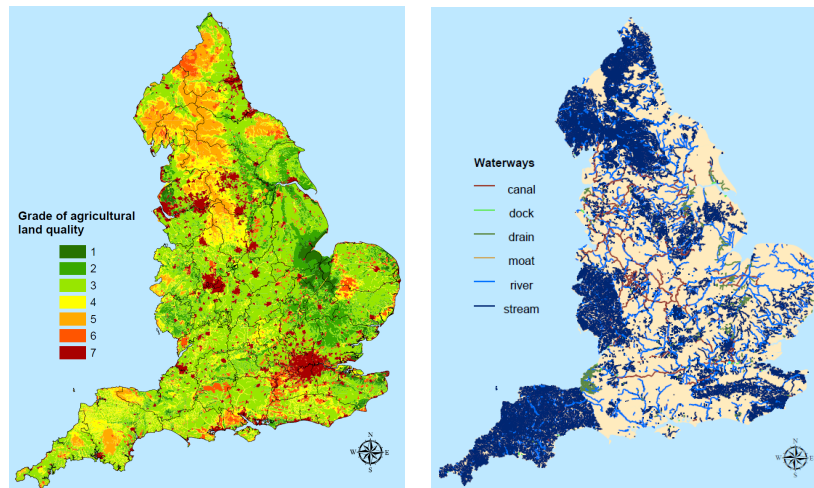 Grade of agricultural
land quality
1
2
3
4
5
6
7
N
W E
S
Waterways
canal
dock
drain
moat
river
stream
N
W E
S